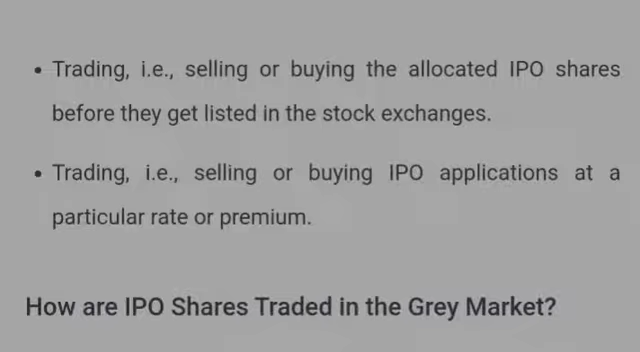 • Trading, i.e., selling or buying the allocated IPO shares
before they get listed in the stock exchanges.
• Trading, i.e., selling or buying IPO applications at a
particular rate or premium.
How are IPO Shares Traded in the Grey Market?